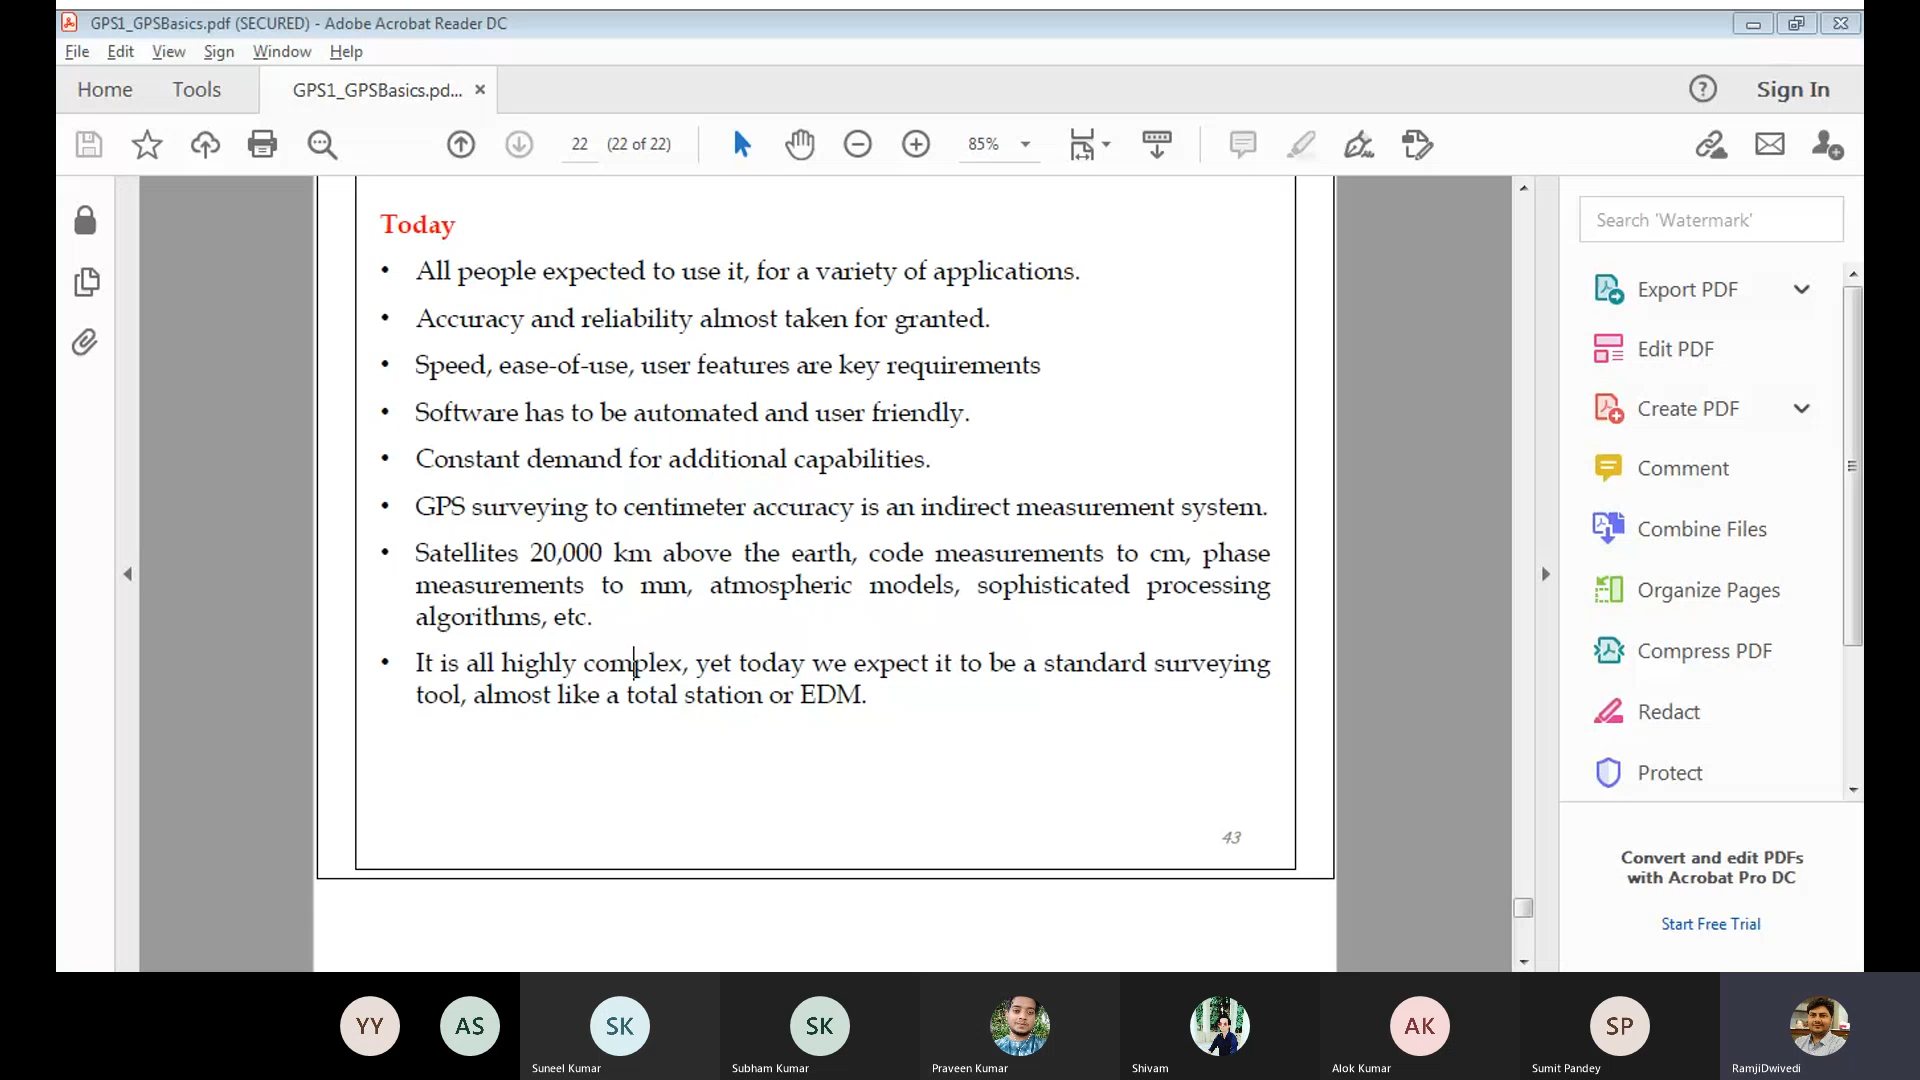 GPS1_GPSBasics.pdf (SECURED) - Adobe Acrobat Reader DC
File Edit View Sign Window Help
Home Tools GPS1_GPSBasics.pd... × Sign In
22 (22 of 22) 85%
Today
• All people expected to use it, for a variety of applications.
• Accuracy and reliability almost taken for granted.
• Speed, ease-of-use, user features are key requirements
• Software has to be automated and user friendly.
• Constant demand for additional capabilities.
• GPS surveying to centimeter accuracy is an indirect measurement system.
• Satellites 20,000 km above the earth, code measurements to cm, phase
measurements to mm, atmospheric models, sophisticated processing
algorithms, etc.
• It is all highly complex, yet today we expect it to be a standard surveying
tool, almost like a total station or EDM.
43
Search 'Watermark'
Export PDF
Edit PDF
Create PDF
Comment
Combine Files
Organize Pages
Compress PDF
Redact
Protect
Convert and edit PDFs
with Acrobat Pro DC
Start Free Trial
YY AS SK SK AK SP
Suneel Kumar Subham Kumar Praveen Kumar Shivam Alok Kumar Sumit Pandey RamjiDwivedi